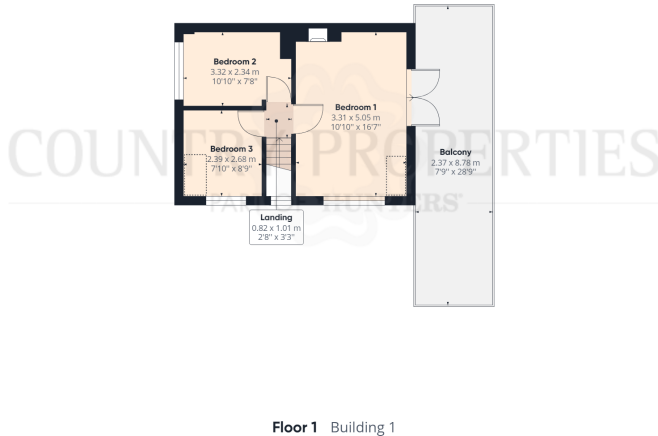 Bedroom 2
3.32 x 2.34 m
10'10" x 7'8"
Bedroom 1
3.31 x 5.05 m
10'10" x 16'7"
COUNTRY PROPERTIES
Bedroom 3
2.39 x 2.68 m
7'10" x 8'9"
Balcony
2.37 x 8.78 m
7'9" x 28'9"
HUNTERS
Landing
0.82 x 1.01 m
2'8" x 3'3"
Floor 1 Building 1